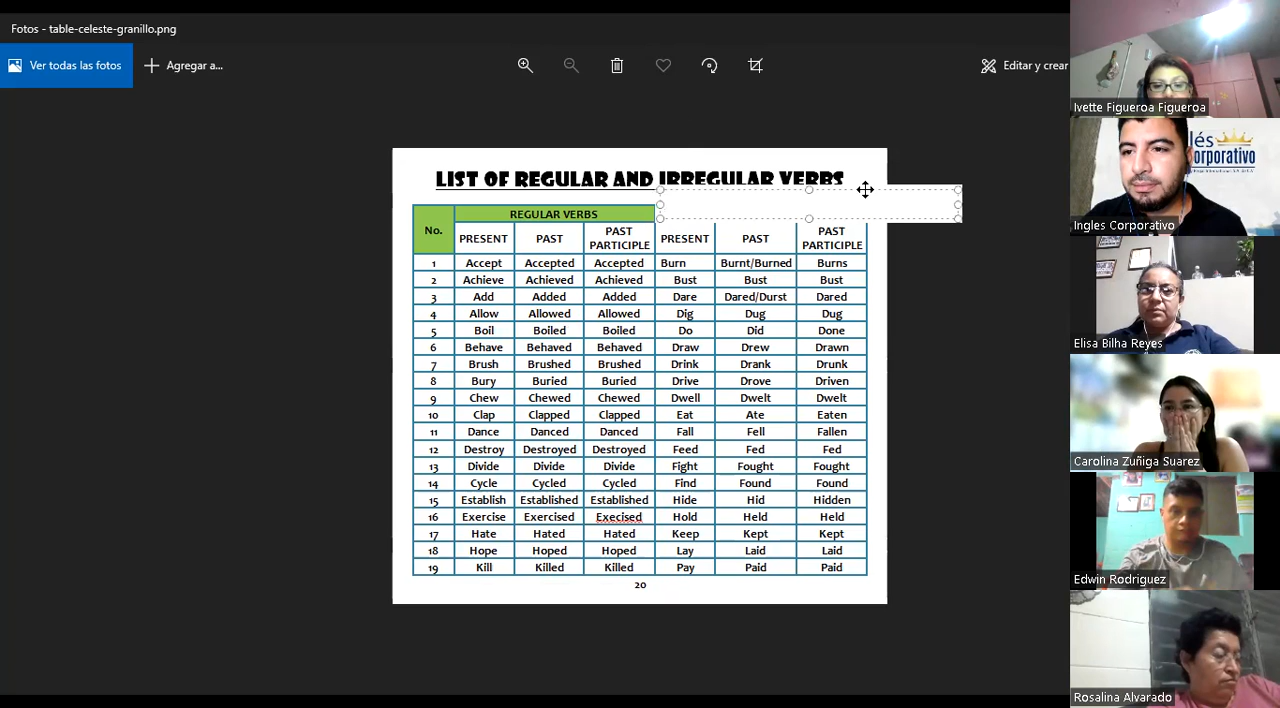 Fotos - table-celeste-granillo.png
Ver todas las fotos
Agregar a...
Editar y crear
LIST OF REGULAR AND IRREGULAR VERBS
No. REGULAR VERBS
PRESENT PAST PAST PARTICIPLE PRESENT PAST PAST PARTICIPLE
1 Accept Accepted Accepted Burn Burnt/Burned Burns
2 Achieve Achieved Achieved Bust Bust Bust
3 Add Added Added Dare Dared/Durst Dared
4 Allow Allowed Allowed Dig Dug Dug
5 Boil Boiled Boiled Do Did Done
6 Behave Behaved Behaved Draw Drew Drawn
7 Brush Brushed Brushed Drink Drank Drunk
8 Bury Buried Buried Drive Drove Driven
9 Chew Chewed Chewed Dwell Dwelt Dwelt
10 Clap Clapped Clapped Eat Ate Eaten
11 Dance Danced Danced Fall Fell Fallen
12 Destroy Destroyed Destroyed Feed Fed Fed
13 Divide Divide Divide Fight Fought Fought
14 Cycle Cycled Cycled Find Found Found
15 Establish Established Established Hide Hid Hidden
16 Exercise Exercised Execised Hold Held Held
17 Hate Hated Hated Keep Kept Kept
18 Hope Hoped Hoped Lay Laid Laid
19 Kill Killed Killed Pay Paid Paid
20
Ivette Figueroa Figueroa
lés
orporativo
Ingles Corporativo
Elisa Bilha Reyes
Carolina Zuñiga Suarez
Edwin Rodriguez
Rosalina Alvarado